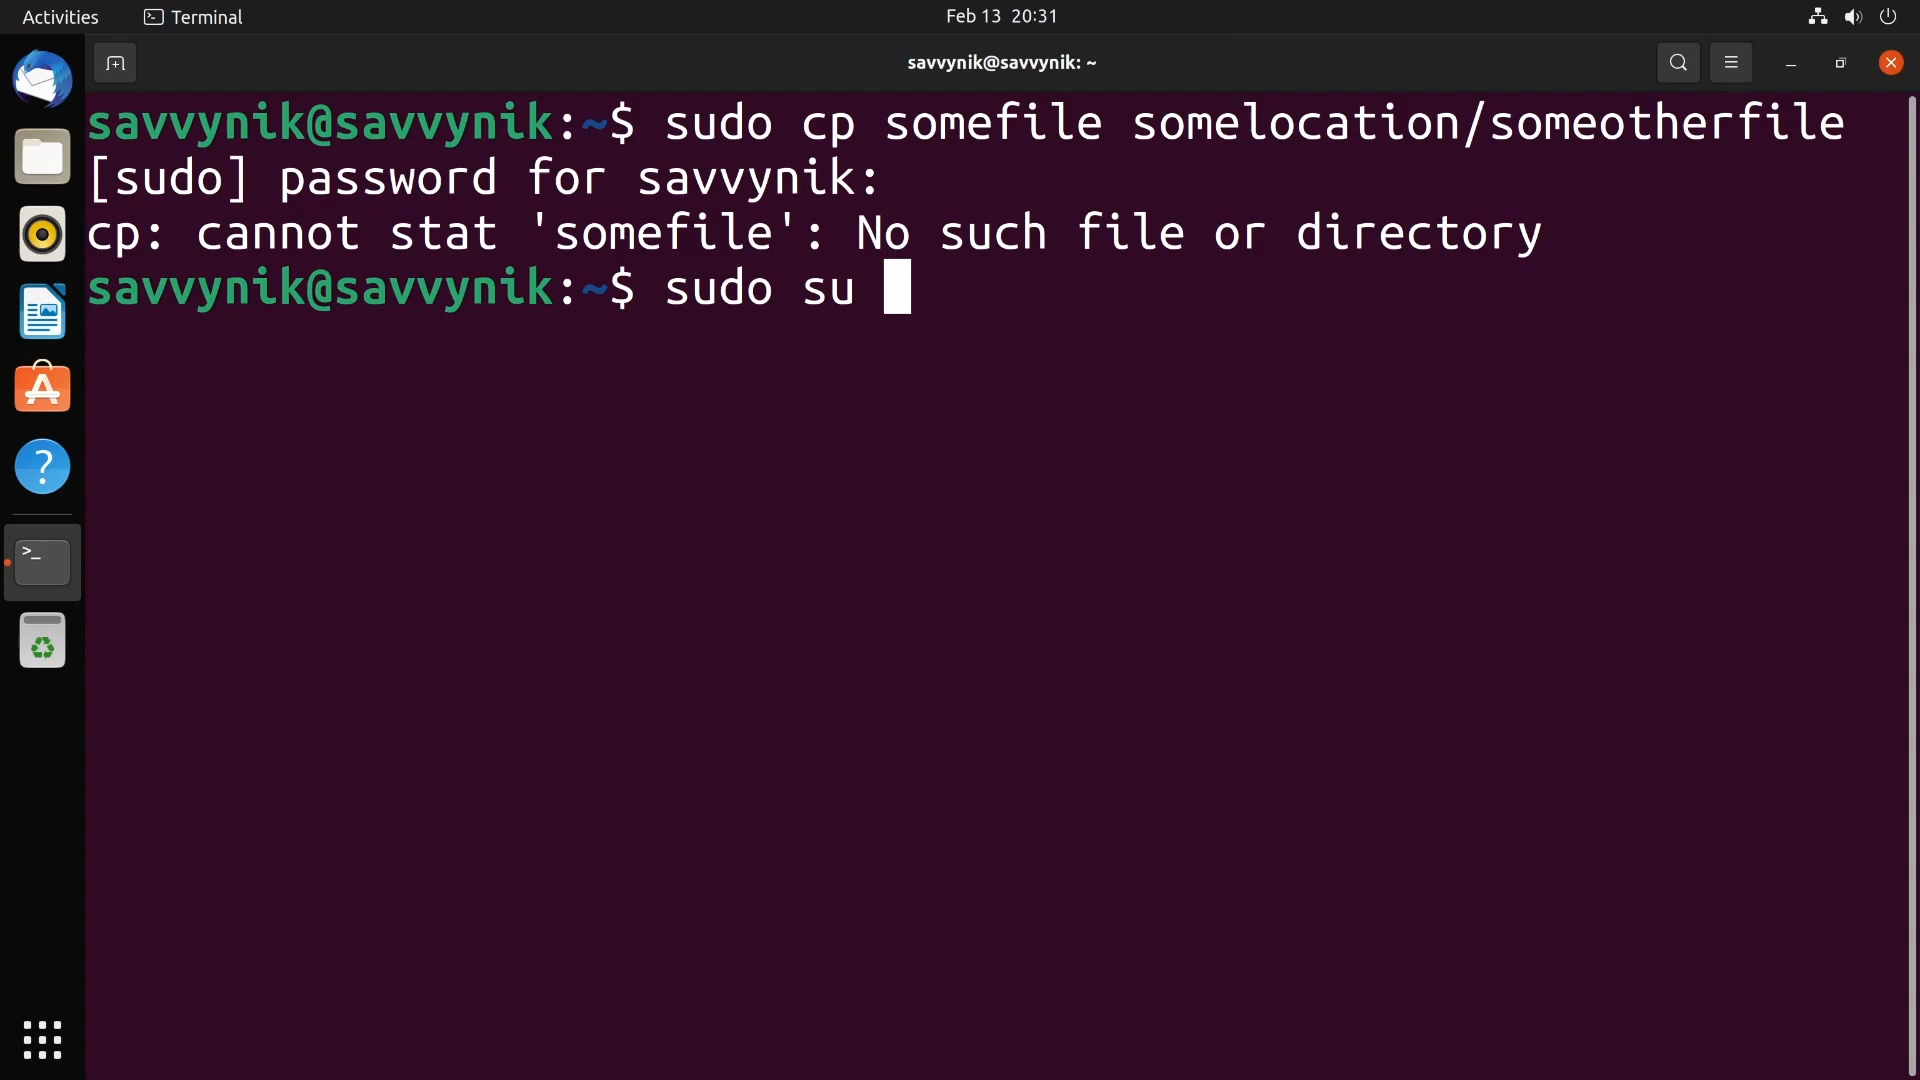 Activities Terminal Feb 13 20:31
savvynik@savvynik: ~
savvynik@savvynik:~$ sudo cp somefile somelocation/someotherfile
[sudo] password for savvynik:
cp: cannot stat 'somefile': No such file or directory
savvynik@savvynik:~$ sudo su